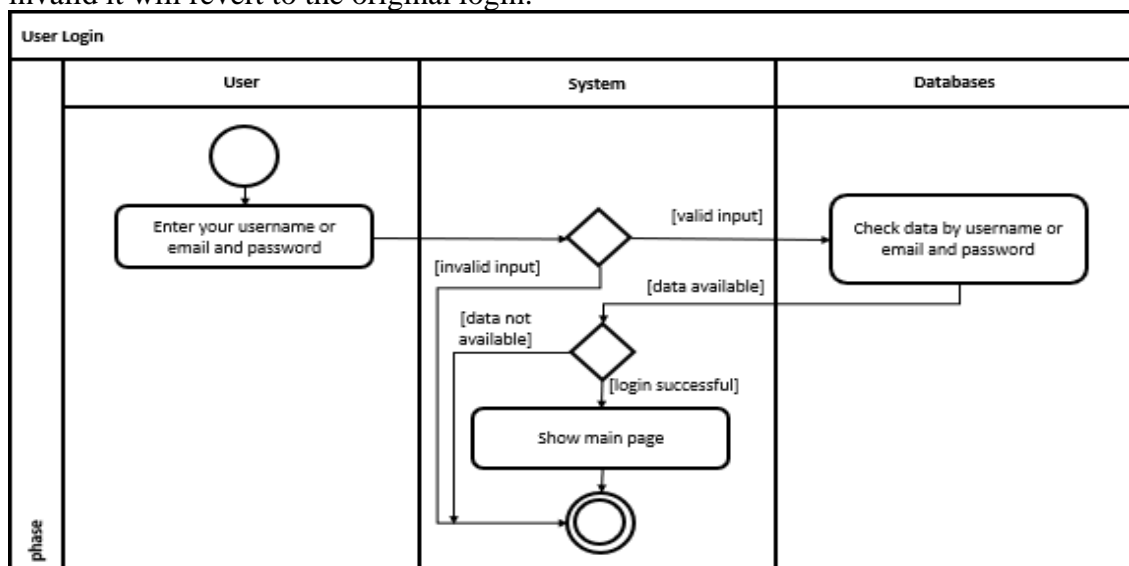 invalid it will revert to the original login.
User Login
User
System
Databases
Enter your username or
email and password
[valid input]
Check data by username or
email and password
[invalid input]
[data available]
[data not
available]
[login successful]
Show main page
phase